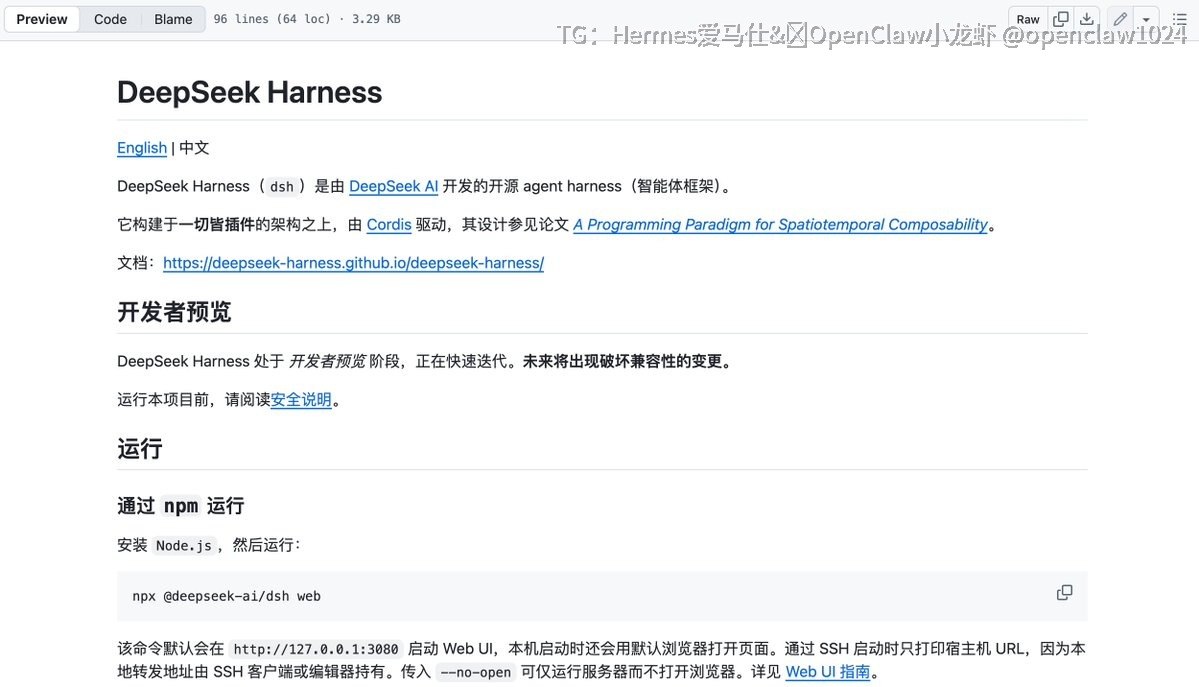 Preview Code Blame 96 lines (64 loc) · 3.29 KB Raw
TG：Hermes爱马仕&OpenClaw小龙虾 @openclaw1024
DeepSeek Harness
English | 中文
DeepSeek Harness（ dsh ）是由 DeepSeek AI 开发的开源 agent harness（智能体框架）。
它构建于一切皆插件的架构之上，由 Cordis 驱动，其设计参见论文 A Programming Paradigm for Spatiotemporal Composability。
文档：https://deepseek-harness.github.io/deepseek-harness/
开发者预览
DeepSeek Harness 处于 开发者预览 阶段，正在快速迭代。未来将出现破坏兼容性的变更。
运行本项目前，请阅读安全说明。
运行
通过 npm 运行
安装 Node.js ，然后运行：
npx @deepseek-ai/dsh web
该命令默认会在 http://127.0.0.1:3080 启动 Web UI，本机启动时还会用默认浏览器打开页面。通过 SSH 启动时只打印宿主机 URL，因为本
地转发地址由 SSH 客户端或编辑器持有。传入 --no-open 可仅运行服务器而不打开浏览器。详见 Web UI 指南。